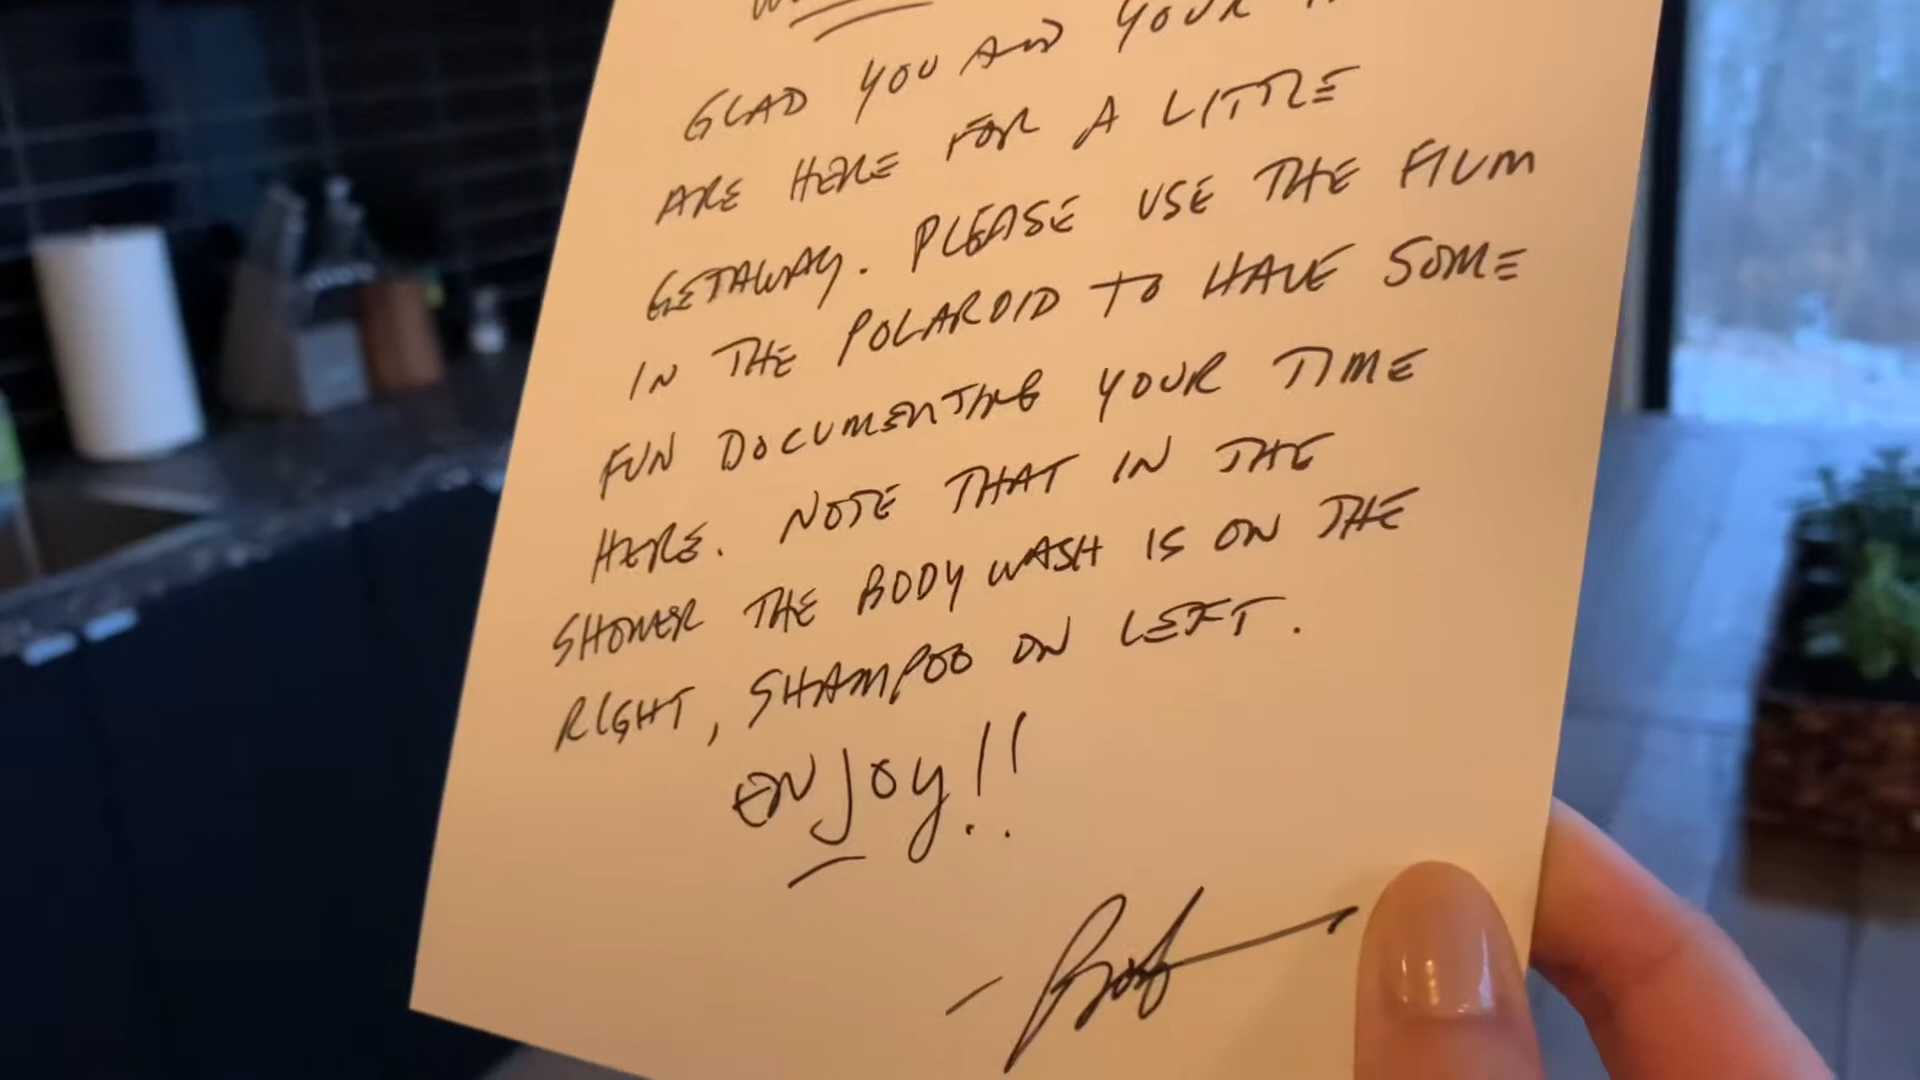 GLAD YOU AND YOUR
ARE HERE FOR A LITTLE
GETAWAY. PLEASE USE THE FILM
IN THE POLAROID TO HAVE SOME
FUN DOCUMENTING YOUR TIME
HERE. NOTE THAT IN THE
SHOWER THE BODY WASH IS ON THE
RIGHT, SHAMPOO ON LEFT.
ENJOY!!
- Bob